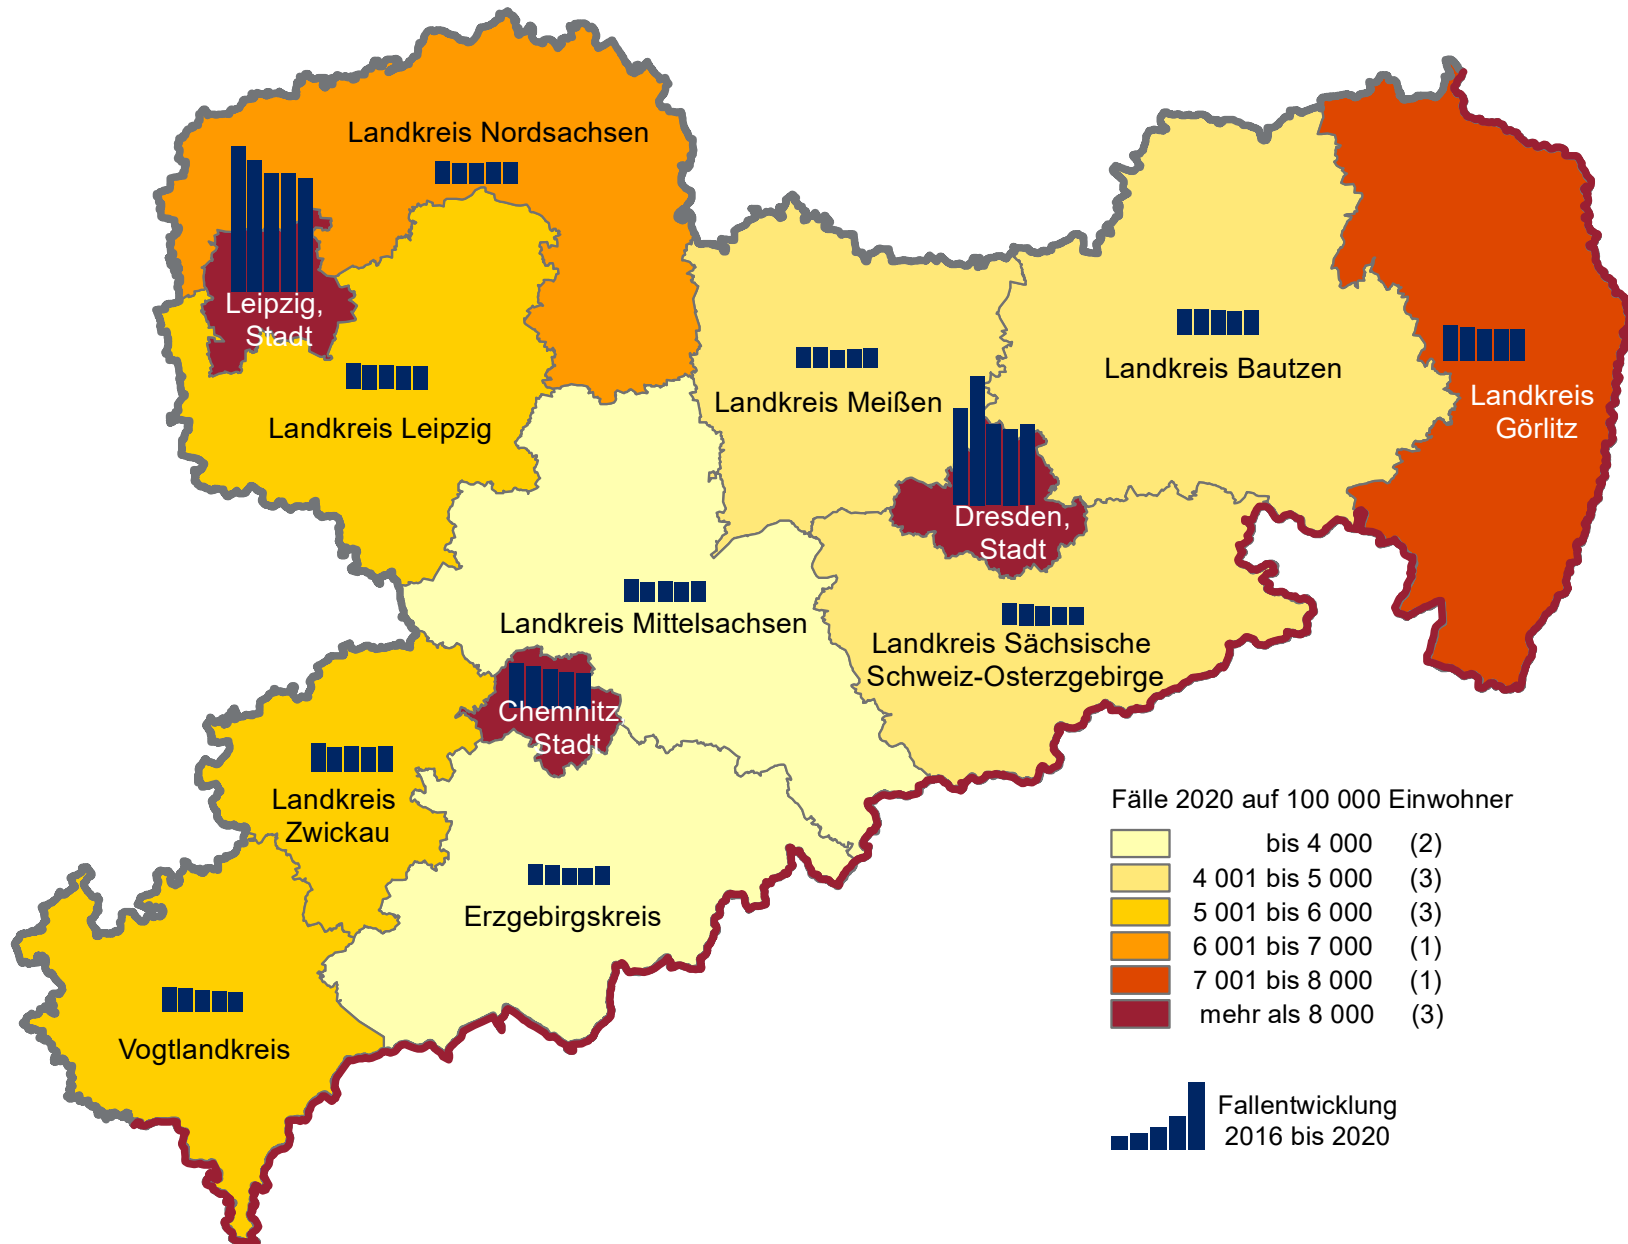 Landkreis Nordsachsen
Leipzig,
Stadt
Landkreis Leipzig
Landkreis Meißen
Landkreis Bautzen
Landkreis
Görlitz
Dresden,
Stadt
Landkreis Mittelsachsen
Landkreis Sächsische
Schweiz-Osterzgebirge
Chemnitz,
Stadt
Landkreis
Zwickau
Erzgebirgskreis
Vogtlandkreis
Fälle 2020 auf 100 000 Einwohner
bis 4 000 (2)
4 001 bis 5 000 (3)
5 001 bis 6 000 (3)
6 001 bis 7 000 (1)
7 001 bis 8 000 (1)
mehr als 8 000 (3)
Fallentwicklung
2016 bis 2020